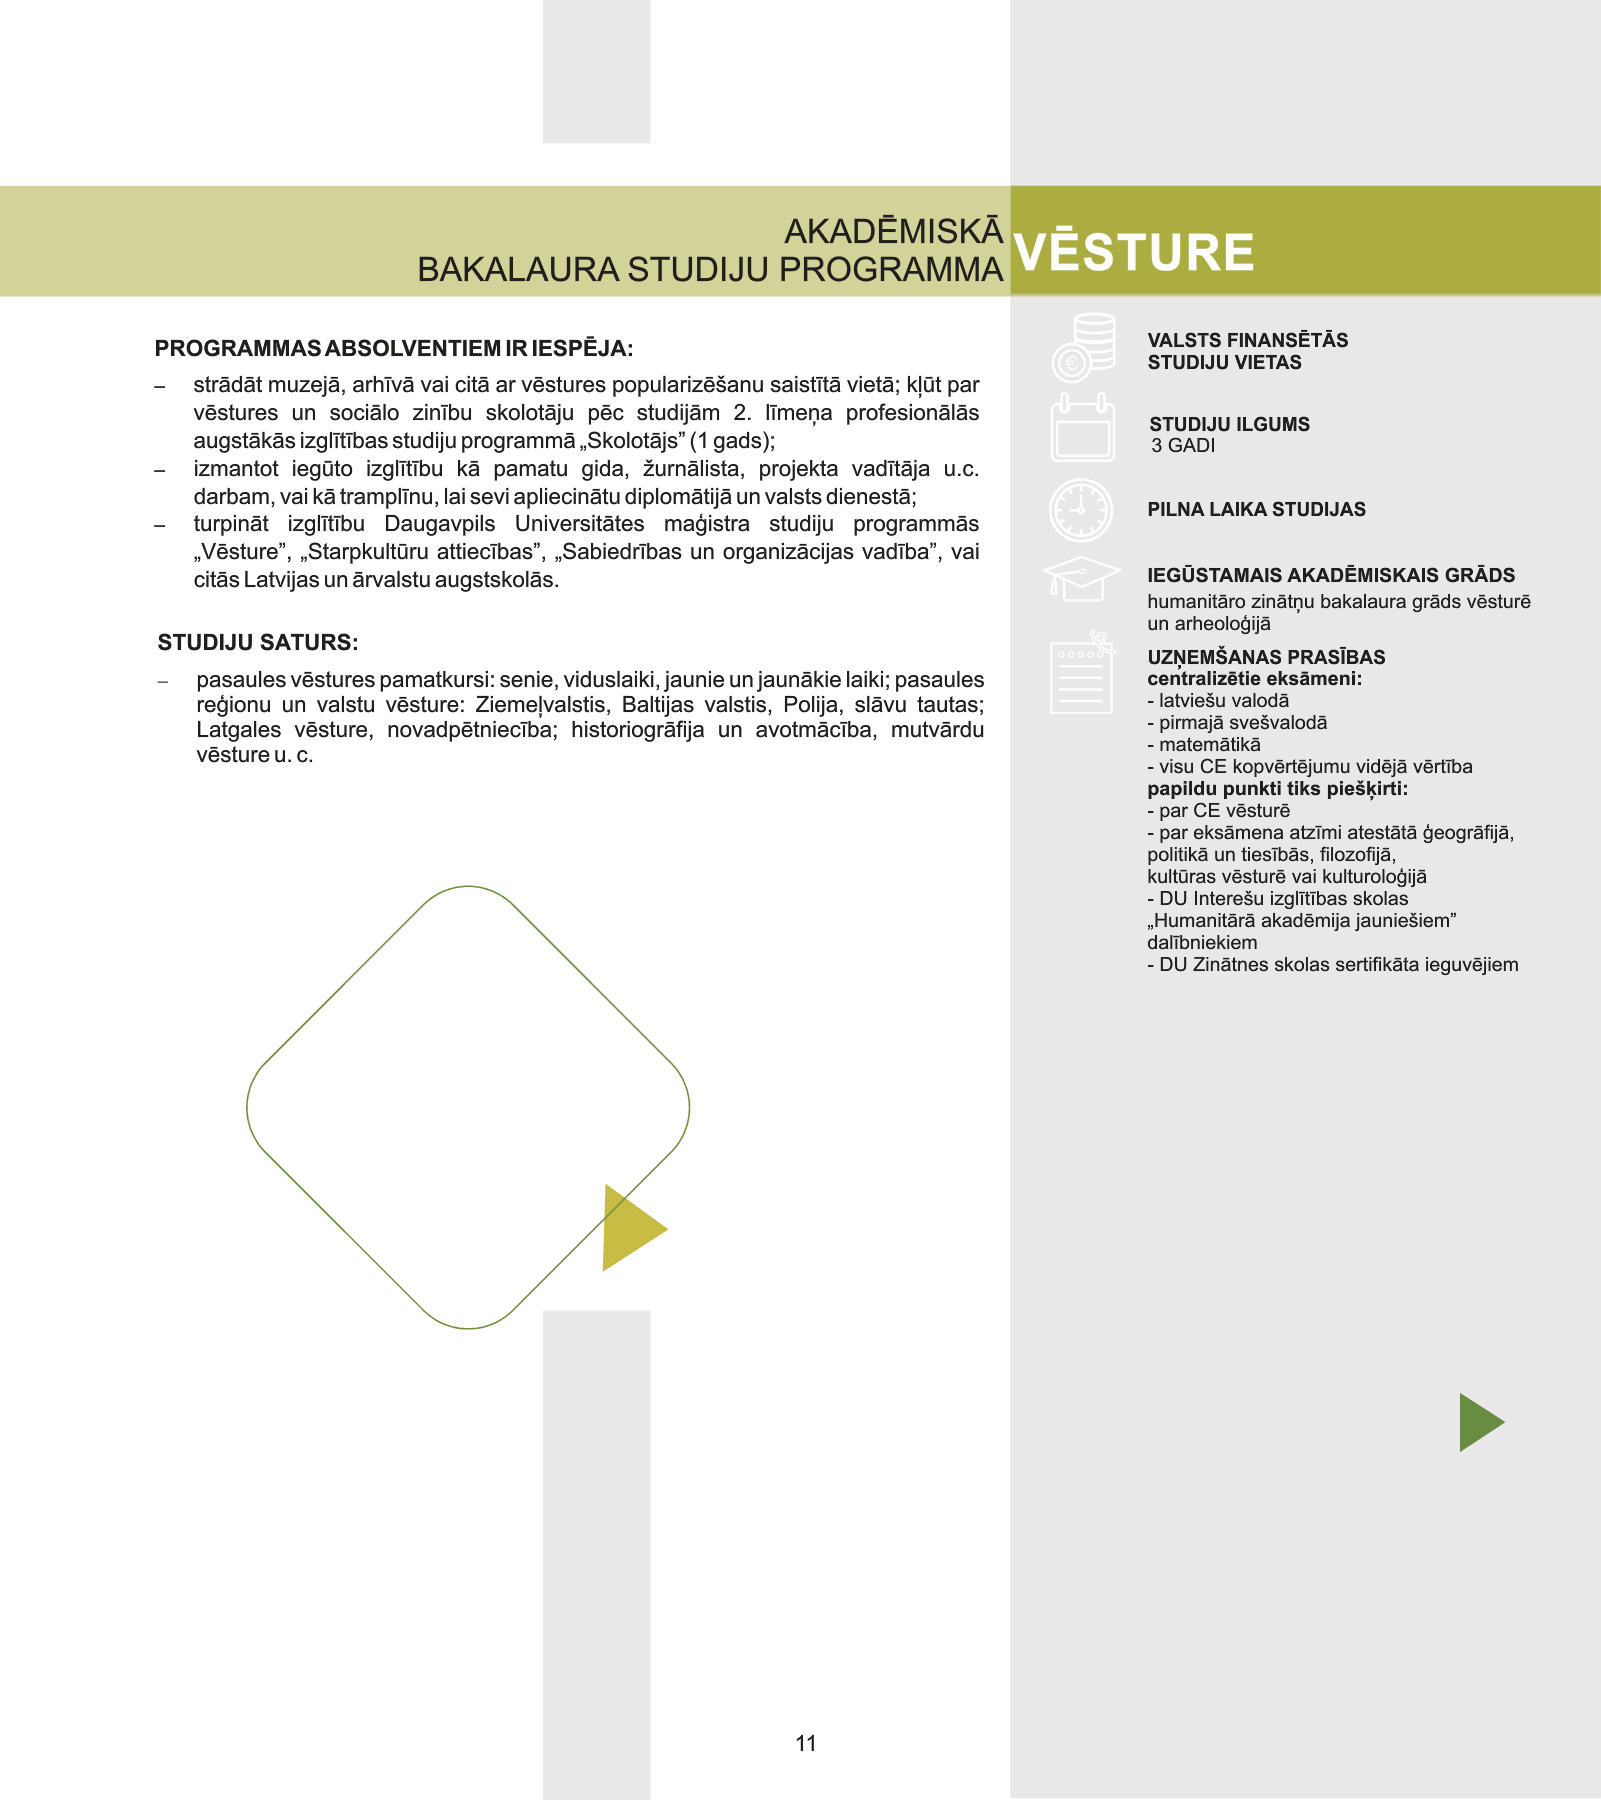 AKADĒMISKĀ
BAKALAURA STUDIJU PROGRAMMA
VĒSTURE
PROGRAMMAS ABSOLVENTIEM IR IESPĒJA:
– strādāt muzejā, arhīvā vai citā ar vēstures popularizēšanu saistītā vietā; kļūt par
vēstures un sociālo zinību skolotāju pēc studijām 2. līmeņa profesionālās
augstākās izglītības studiju programmā „Skolotājs” (1 gads);
– izmantot iegūto izglītību kā pamatu gida, žurnālista, projekta vadītāja u.c.
darbam, vai kā tramplīnu, lai sevi apliecinātu diplomātijā un valsts dienestā;
– turpināt izglītību Daugavpils Universitātes maģistra studiju programmās
„Vēsture”, „Starpkultūru attiecības”, „Sabiedrības un organizācijas vadība”, vai
citās Latvijas un ārvalstu augstskolās.
STUDIJU SATURS:
– pasaules vēstures pamatkursi: senie, viduslaiki, jaunie un jaunākie laiki; pasaules
reģionu un valstu vēsture: Ziemeļvalstis, Baltijas valstis, Polija, slāvu tautas;
Latgales vēsture, novadpētniecība; historiogrāfija un avotmācība, mutvārdu
vēsture u. c.
VALSTS FINANSĒTĀS
STUDIJU VIETAS
STUDIJU ILGUMS
3 GADI
PILNA LAIKA STUDIJAS
IEGŪSTAMAIS AKADĒMISKAIS GRĀDS
humanitāro zinātņu bakalaura grāds vēsturē
un arheoloģijā
UZŅEMŠANAS PRASĪBAS
centralizētie eksāmeni:
- latviešu valodā
- pirmajā svešvalodā
- matemātikā
- visu CE kopvērtējumu vidējā vērtība
papildu punkti tiks piešķirti:
- par CE vēsturē
- par eksāmena atzīmi atestātā ģeogrāfijā,
politikā un tiesībās, filozofijā,
kultūras vēsturē vai kulturoloģijā
- DU Interešu izglītības skolas
„Humanitārā akadēmija jauniešiem”
dalībniekiem
- DU Zinātnes skolas sertifikāta ieguvējiem
11